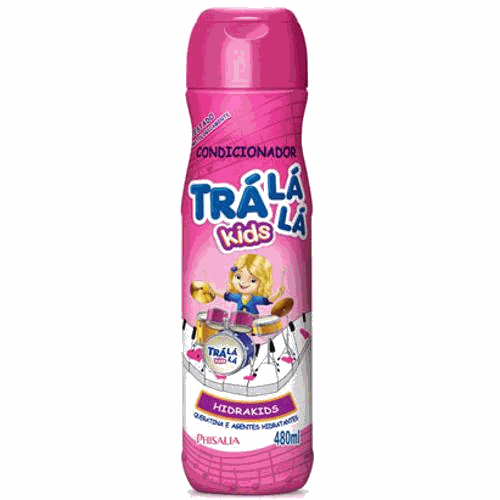 CONDICIONADOR
TRÁ LÁ
LÁ
kids
TRÁ LÁ
kids LÁ
HIDRAKIDS
QUERATINA E AGENTES HIDRATANTES
480ml
PHISALIA